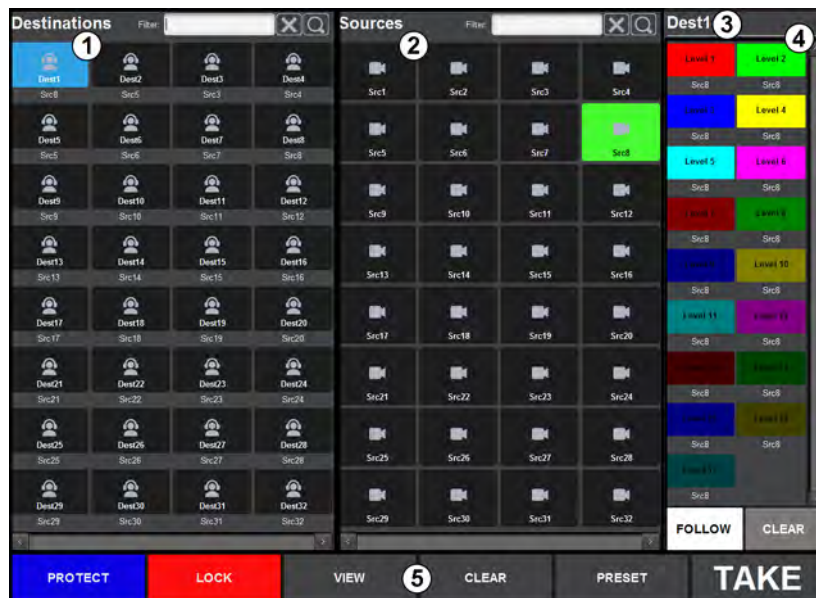 Destinations Filter:
1
Dest1 Dest2 Dest3 Dest4
Src8 Src5 Src3 Src4
Dest5 Dest6 Dest7 Dest8
Src5 Src6 Src7 Src8
Dest9 Dest10 Dest11 Dest12
Src9 Src10 Src11 Src12
Dest13 Dest14 Dest15 Dest16
Src13 Src14 Src15 Src16
Dest17 Dest18 Dest19 Dest20
Src17 Src18 Src19 Src20
Dest21 Dest22 Dest23 Dest24
Src21 Src22 Src23 Src24
Dest25 Dest26 Dest27 Dest28
Src25 Src26 Src27 Src28
Dest29 Dest30 Dest31 Dest32
Src29 Src30 Src31 Src32
Sources Filter:
2
Src1 Src2 Src3 Src4
Src5 Src6 Src7 Src8
Src9 Src10 Src11 Src12
Src13 Src14 Src15 Src16
Src17 Src18 Src19 Src20
Src21 Src22 Src23 Src24
Src25 Src26 Src27 Src28
Src29 Src30 Src31 Src32
Dest1 3
4
Level 1 Level 2
Src8 Src8
Level 4
Src8 Src8
Level 5 Level 6
Src8 Src8
Src8 Src8
Level 10
Src8 Src8
Level 11
Src8 Src8
Src8 Src8
Src8 Src8
Src8
FOLLOW CLEAR
PROTECT LOCK VIEW 5 CLEAR PRESET TAKE